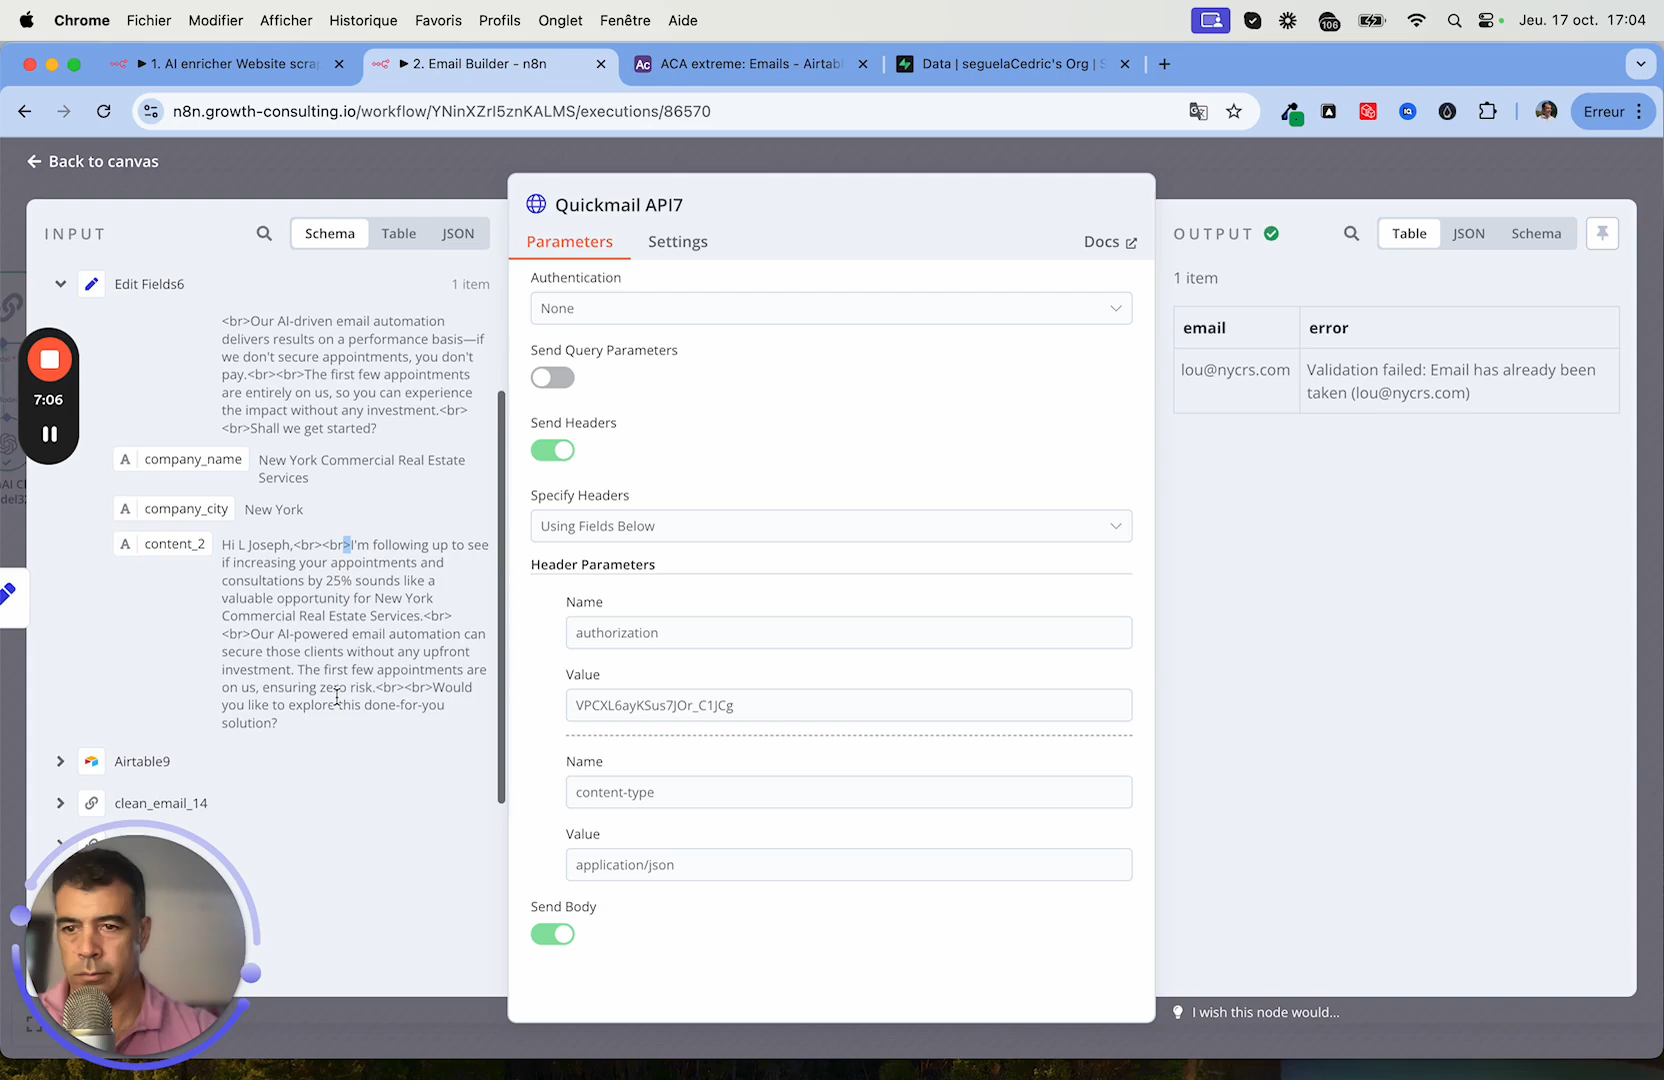 Chrome Fichier Modifier Afficher Historique Favoris Profils Onglet Fenêtre Aide
106
Jeu. 17 oct. 17:04
1. AI enricher Website scra
2. Email Builder - n8n
Ac ACA extreme: Emails - Airtabl
Data | seguelaCedric's Org | S
n8n.growth-consulting.io/workflow/YNinXZrI5znKALMS/executions/86570
Erreur
Back to canvas
INPUT
Schema Table JSON
Edit Fields6
1 item
<br>Our AI-driven email automation
delivers results on a performance basis—if
we don't secure appointments, you don't
pay.<br><br>The first few appointments
are entirely on us, so you can experience
the impact without any investment.<br>
<br>Shall we get started?
A company_name New York Commercial Real Estate
Services
A company_city New York
A content_2 Hi L Joseph,<br><br>I'm following up to see
if increasing your appointments and
consultations by 25% sounds like a
valuable opportunity for New York
Commercial Real Estate Services.<br>
<br>Our AI-powered email automation can
secure those clients without any upfront
investment. The first few appointments are
on us, ensuring zero risk.<br><br>Would
you like to explore this done-for-you
solution?
Airtable9
clean_email_14
7:06
Quickmail API7
Parameters Settings Docs
Authentication
None
Send Query Parameters
Send Headers
Specify Headers
Using Fields Below
Header Parameters
Name
authorization
Value
VPCXL6ayKSus7JOr_C1JCg
Name
content-type
Value
application/json
Send Body
OUTPUT
Table JSON Schema
1 item
email error
lou@nycrs.com Validation failed: Email has already been
taken (lou@nycrs.com)
I wish this node would...